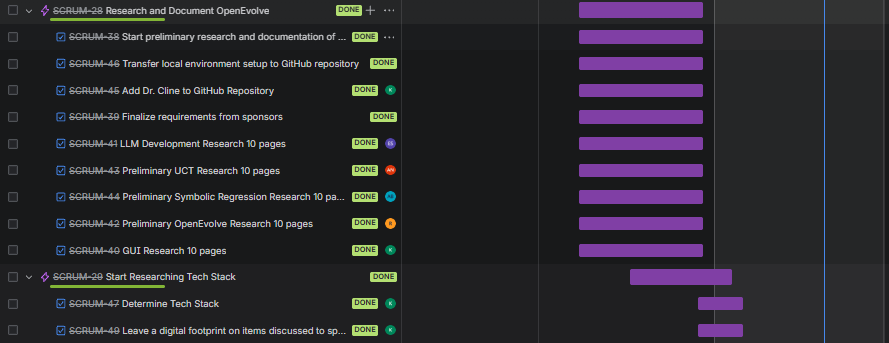 SCRUM-28 Research and Document OpenEvolve DONE
SCRUM-38 Start preliminary research and documentation of ... DONE
SCRUM-46 Transfer local environment setup to GitHub repository DONE
SCRUM-45 Add Dr. Cline to GitHub Repository DONE K
SCRUM-39 Finalize requirements from sponsors DONE
SCRUM-41 LLM Development Research 10 pages DONE
SCRUM-43 Preliminary UCT Research 10 pages DONE
SCRUM-44 Preliminary Symbolic Regression Research 10 pa... DONE
SCRUM-42 Preliminary OpenEvolve Research 10 pages DONE
SCRUM-40 GUI Research 10 pages DONE K
SCRUM-29 Start Researching Tech Stack DONE
SCRUM-47 Determine Tech Stack DONE K
SCRUM-49 Leave a digital footprint on items discussed to sp... DONE K